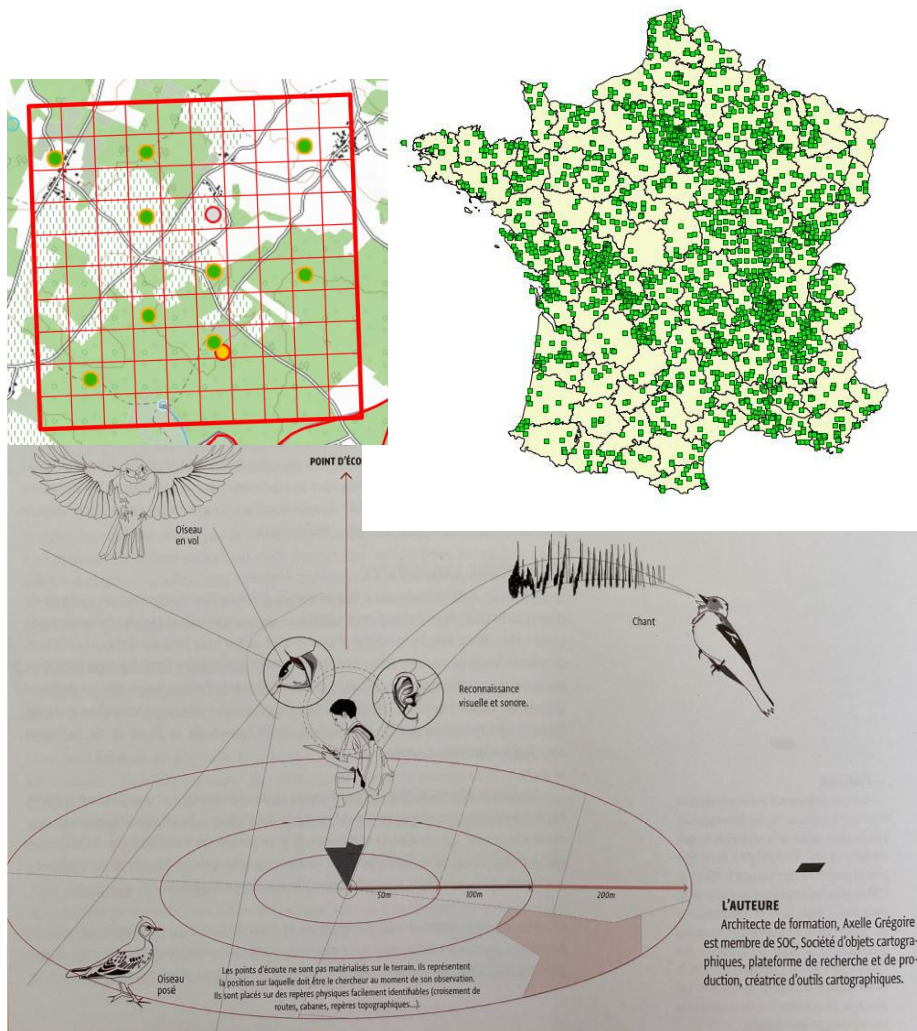 POINT D'ÉCO
Oiseau
en vol
Chant
Reconnaissance
visuelle et sonore.
50m
100m
200m
L'AUTEURE
Architecte de formation, Axelle Grégoire
est membre de SOC, Société d'objets cartogra-
phiques, plateforme de recherche et de pro-
duction, créatrice d'outils cartographiques.
Oiseau
posé
Les points d'écoute ne sont pas matérialisés sur le terrain. ils représentent
la position sur laquelle doit être le chercheur au moment de son observation.
Ils sont placés sur des repères physiques facilement identifiables (croisement de
routes, cabanes, repères topographiques...).